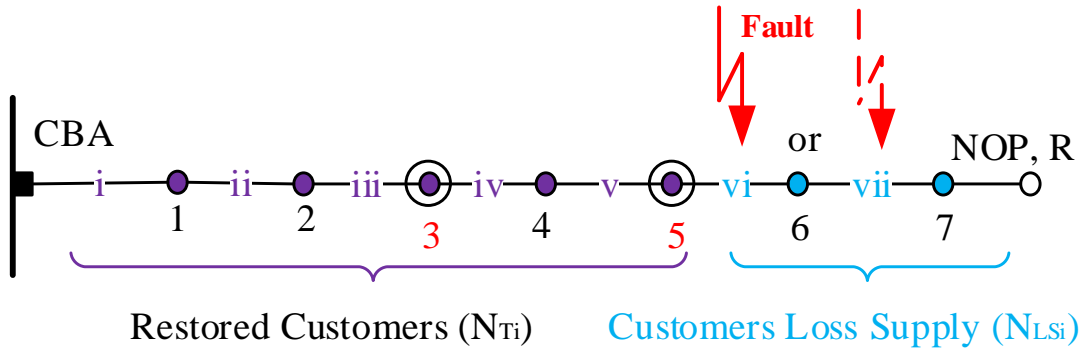 Fault
CBA
or
NOP, R
i ii iii iv v vi vii
1 2 3 4 5 6 7
Restored Customers (NTi)
Customers Loss Supply (NLSi)